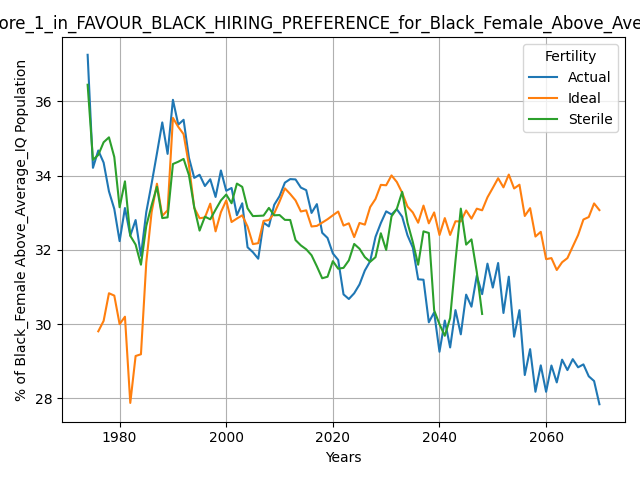 ore_1_in_FAVOUR_BLACK_HIRING_PREFERENCE_for_Black_Female_Above_Ave
% of Black_Female Above_Average_IQ Population
Fertility
Actual
Ideal
Sterile
36
34
32
30
28
1980
2000
2020
2040
2060
Years